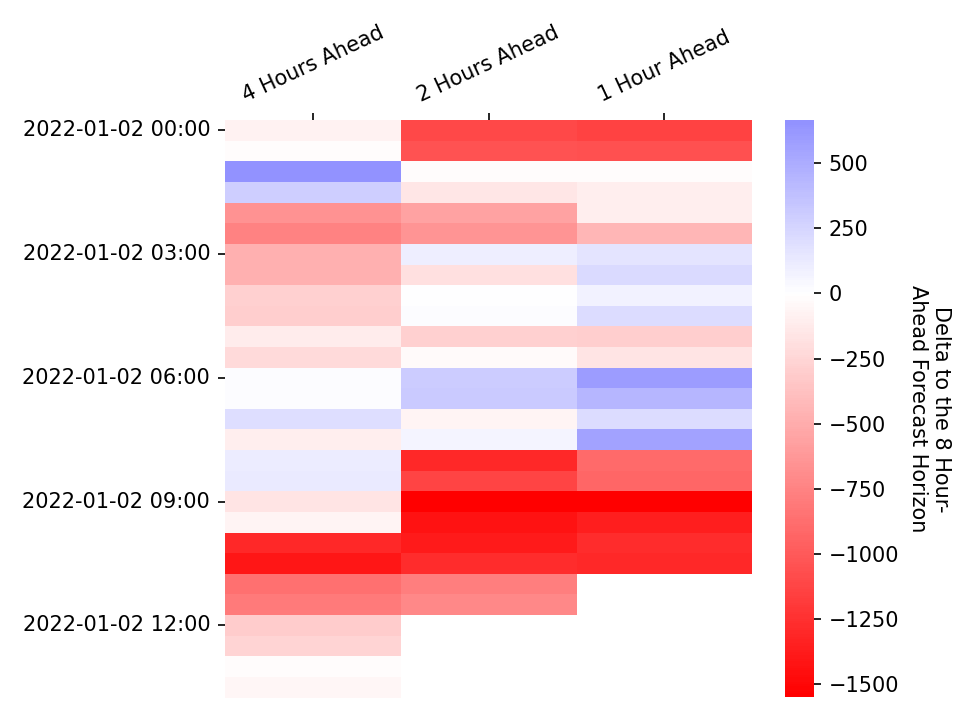 4 Hours Ahead
2 Hours Ahead
1 Hour Ahead
2022-01-02 00:00
2022-01-02 03:00
2022-01-02 06:00
2022-01-02 09:00
2022-01-02 12:00
500
250
0
−250
−500
−750
−1000
−1250
−1500
Delta to the 8 Hour-
Ahead Forecast Horizon